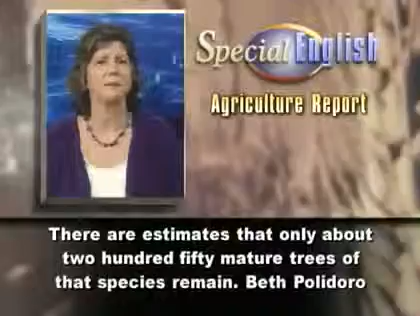 Special English
Agriculture Report
There are estimates that only about
two hundred fifty mature trees of
that species remain. Beth Polidoro